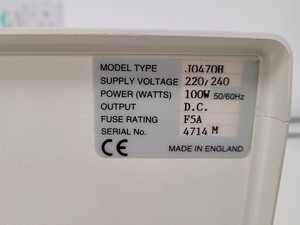 MODEL TYPE JO470H
SUPPLY VOLTAGE 220/240
POWER (WATTS) 100W 50/60Hz
OUTPUT D.C.
FUSE RATING F5A
SERIAL No. 4714 M
CE MADE IN ENGLAND